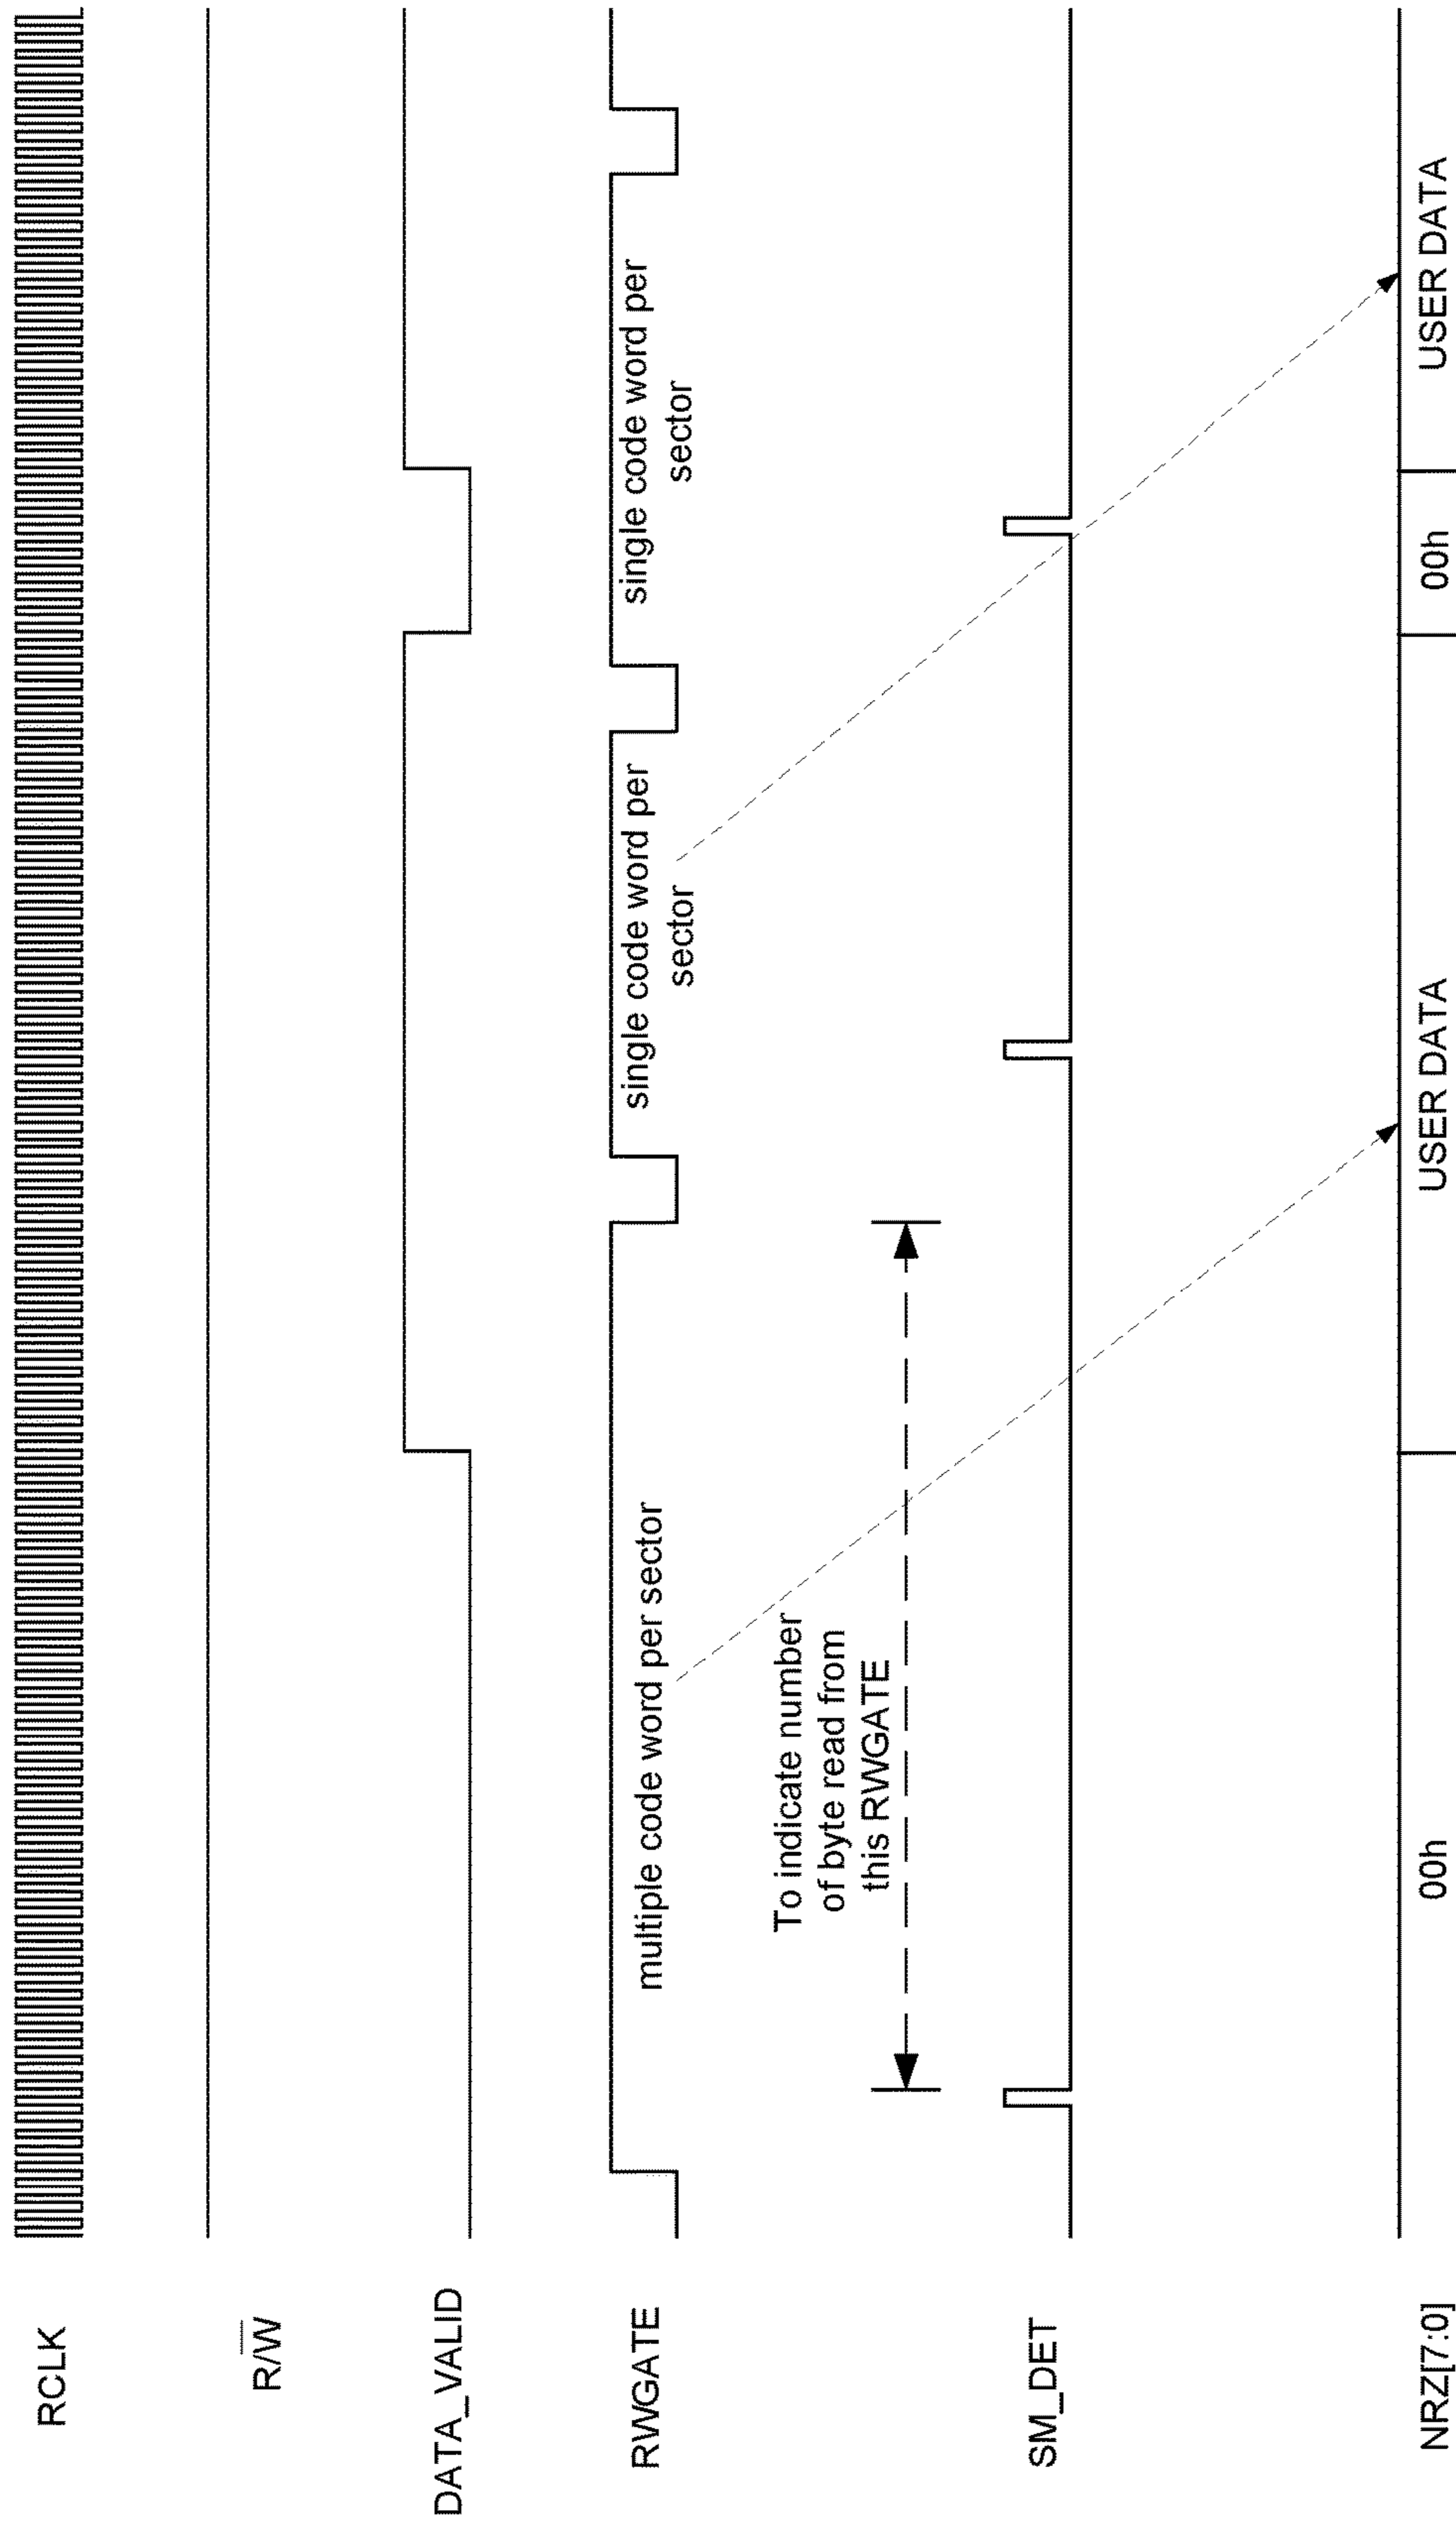 RCLK
R/W
DATA_VALID
RWGATE
multiple code word per sector
single code word per
sector
single code word per
sector
To indicate number
of byte read from
this RWGATE
SM_DET
NRZ[7:0]
00h
USER DATA
00h
USER DATA